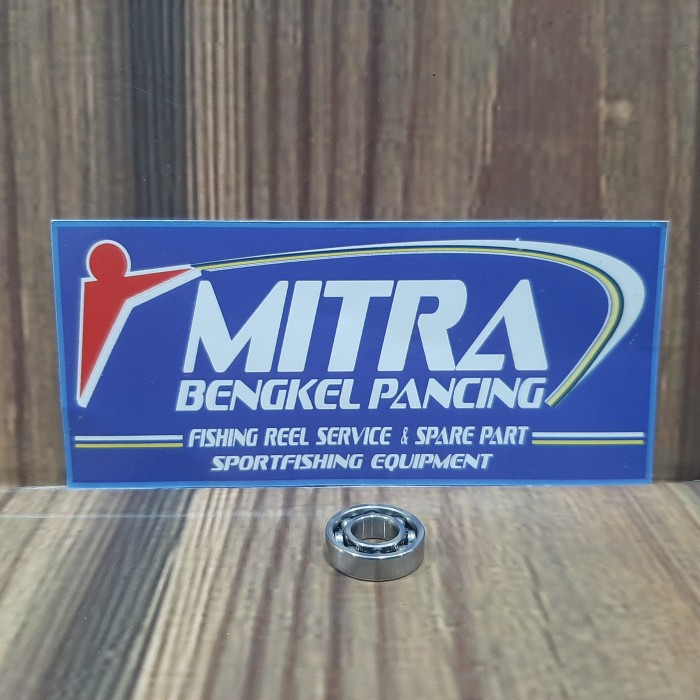 MITRA
BENGKEL PANCING
FISHING REEL SERVICE & SPARE PART
SPORTFISHING EQUIPMENT